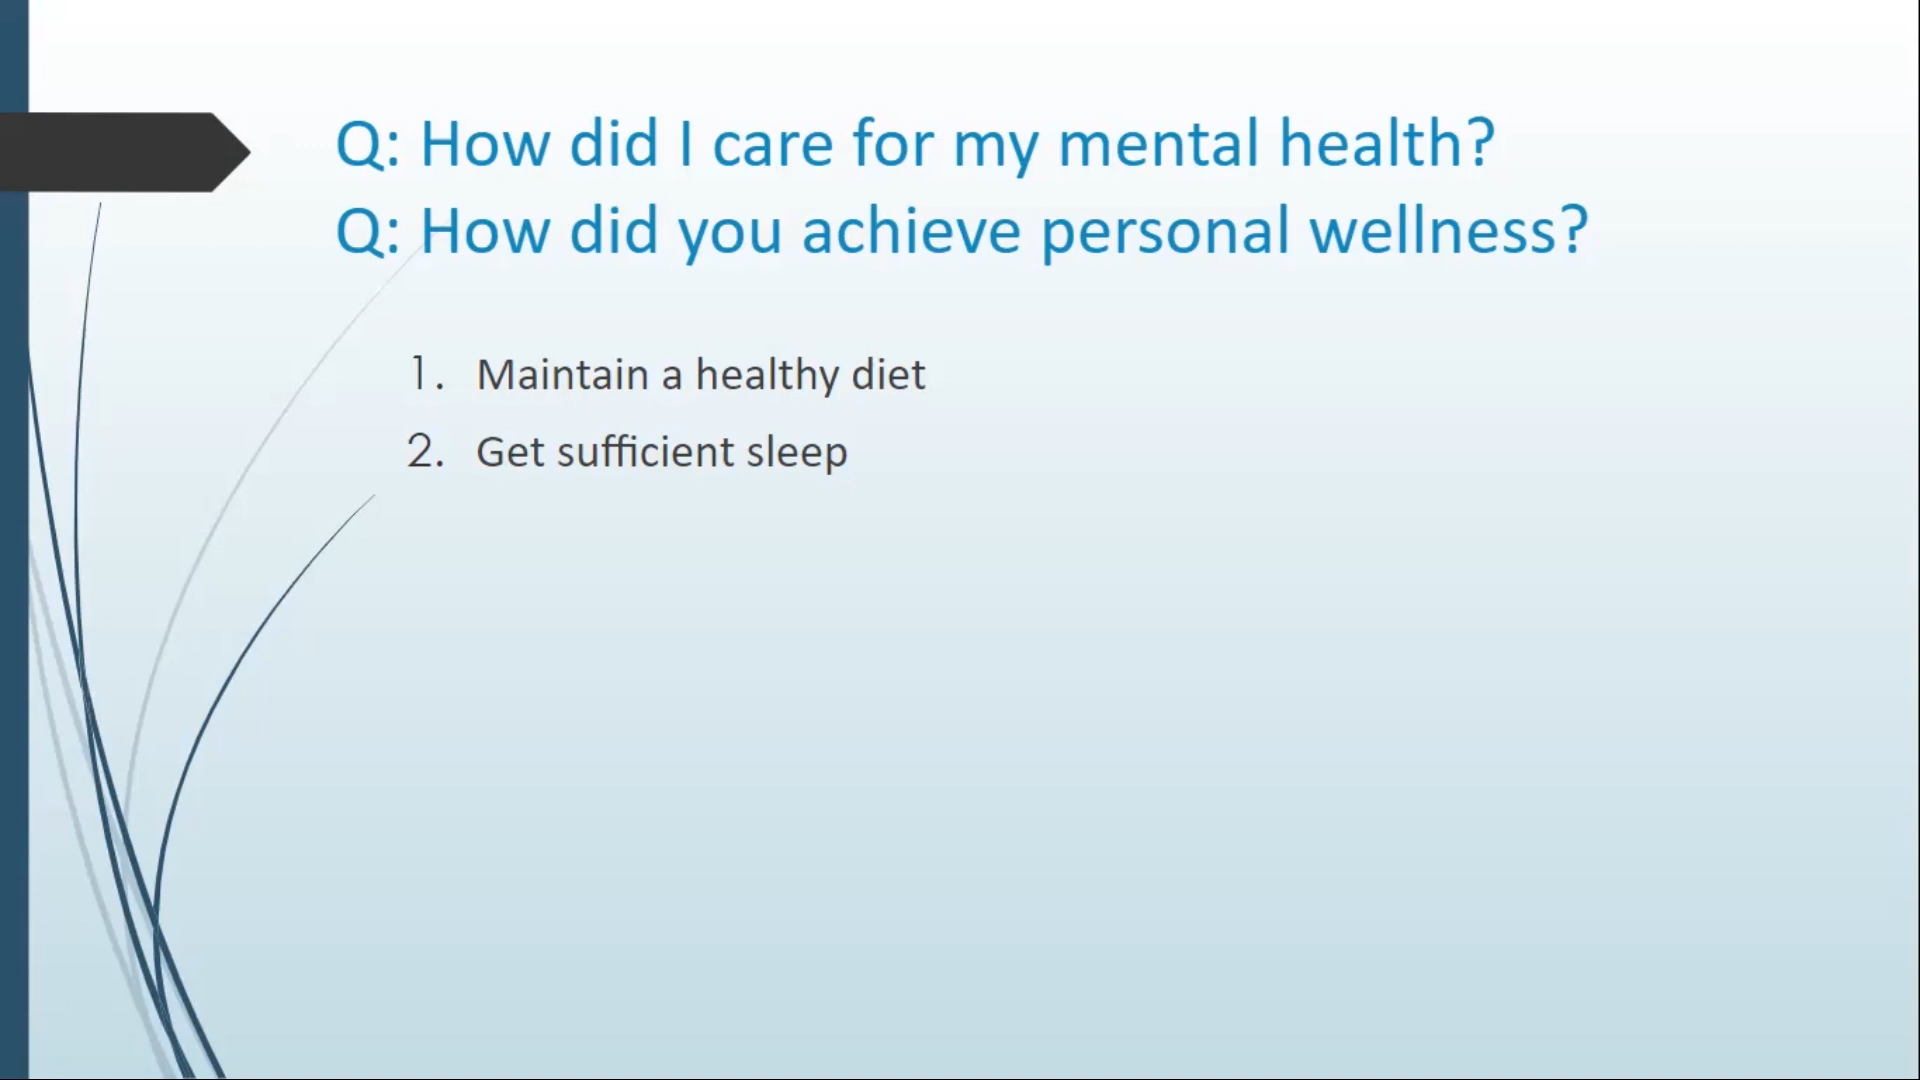 Q: How did I care for my mental health?
Q: How did you achieve personal wellness?
1. Maintain a healthy diet
2. Get sufficient sleep